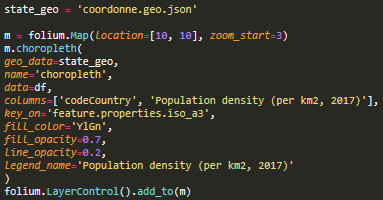 state_geo = 'coordonne.geo.json'
m = folium.Map(location=[10, 10], zoom_start=3)
m.choropleth(
geo_data=state_geo,
name='choropleth',
data=df,
columns=['codeCountry', 'Population density (per km2, 2017)'],
key_on='feature.properties.iso_a3',
fill_color='YlGn',
fill_opacity=0.7,
line_opacity=0.2,
legend_name='Population density (per km2, 2017)'
)
folium.LayerControl().add_to(m)